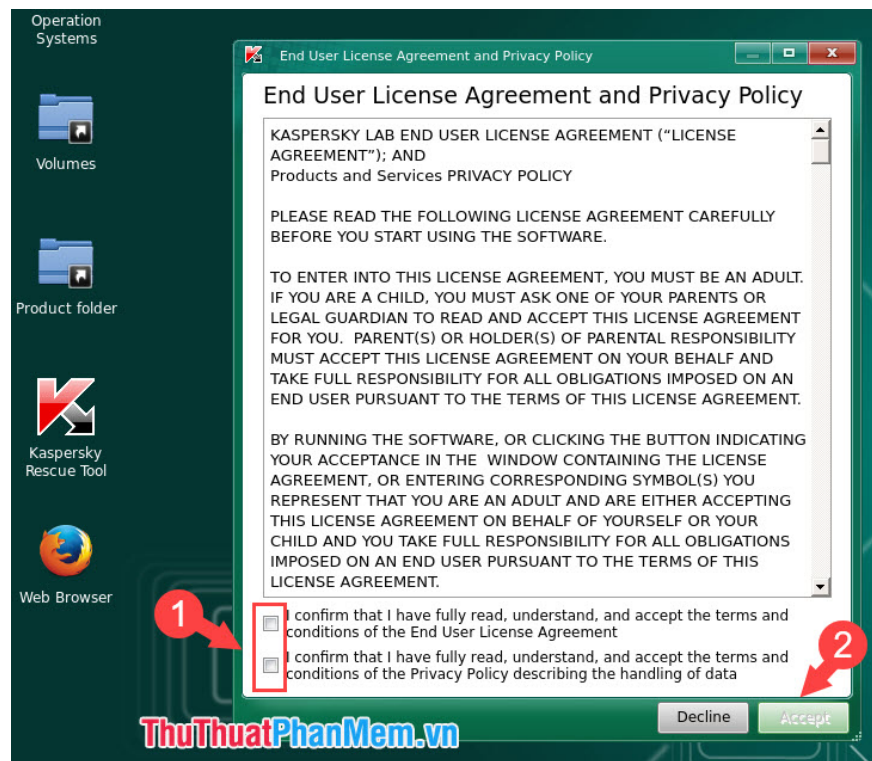 Operation
Systems
Volumes
Product folder
Kaspersky
Rescue Tool
Web Browser
End User License Agreement and Privacy Policy
End User License Agreement and Privacy Policy
KASPERSKY LAB END USER LICENSE AGREEMENT (“LICENSE
AGREEMENT”); AND
Products and Services PRIVACY POLICY
PLEASE READ THE FOLLOWING LICENSE AGREEMENT CAREFULLY
BEFORE YOU START USING THE SOFTWARE.
TO ENTER INTO THIS LICENSE AGREEMENT, YOU MUST BE AN ADULT.
IF YOU ARE A CHILD, YOU MUST ASK ONE OF YOUR PARENTS OR
LEGAL GUARDIAN TO READ AND ACCEPT THIS LICENSE AGREEMENT
FOR YOU.  PARENT(S) OR HOLDER(S) OF PARENTAL RESPONSIBILITY
MUST ACCEPT THIS LICENSE AGREEMENT ON YOUR BEHALF AND
TAKE FULL RESPONSIBILITY FOR ALL OBLIGATIONS IMPOSED ON AN
END USER PURSUANT TO THE TERMS OF THIS LICENSE AGREEMENT.
BY RUNNING THE SOFTWARE, OR CLICKING THE BUTTON INDICATING
YOUR ACCEPTANCE IN THE  WINDOW CONTAINING THE LICENSE
AGREEMENT, OR ENTERING CORRESPONDING SYMBOL(S) YOU
REPRESENT THAT YOU ARE AN ADULT AND ARE EITHER ACCEPTING
THIS LICENSE AGREEMENT ON BEHALF OF YOURSELF OR YOUR
CHILD AND YOU TAKE FULL RESPONSIBILITY FOR ALL OBLIGATIONS
IMPOSED ON AN END USER PURSUANT TO THE TERMS OF THIS
LICENSE AGREEMENT.
1
I confirm that I have fully read, understand, and accept the terms and
conditions of the End User License Agreement
I confirm that I have fully read, understand, and accept the terms and
conditions of the Privacy Policy describing the handling of data
2
Decline
Accept
ThuThuatPhanMem.vn